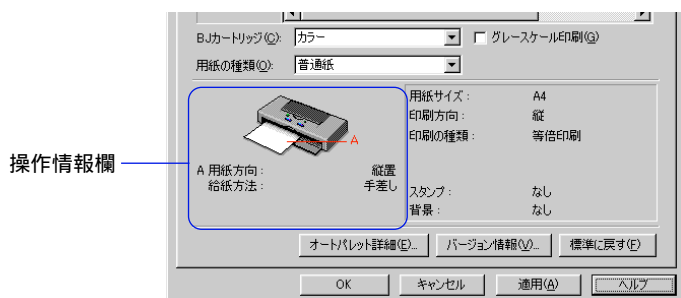 BJカートリッジ(C): カラー グレースケール印刷(G)
用紙の種類(O): 普通紙
用紙サイズ : A4
印刷方向 : 縦
印刷の種類 : 等倍印刷
A
操作情報欄
A 用紙方向 : 縦置
給紙方法 : 手差し
スタンプ : なし
背景 : なし
オートパレット詳細(E)... バージョン情報(V)... 標準に戻す(F)
OK キャンセル 適用(A) ヘルプ